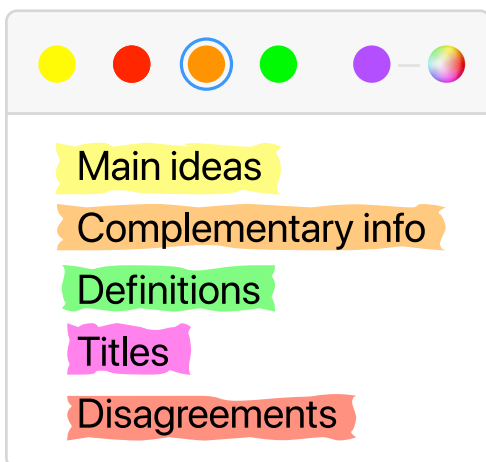 Main ideas
Complementary info
Definitions
Titles
Disagreements